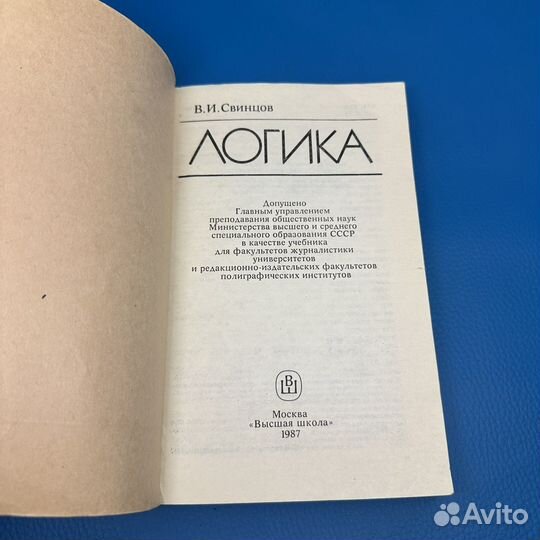 В. И. Свинцов
ЛОГИКА
Допущено
Главным управлением
преподавания общественных наук
Министерства высшего и среднего
специального образования СССР
в качестве учебника
для факультетов журналистики
университетов
и редакционно-издательских факультетов
полиграфических институтов
ВШ
Москва
«Высшая школа»
1987
Avito